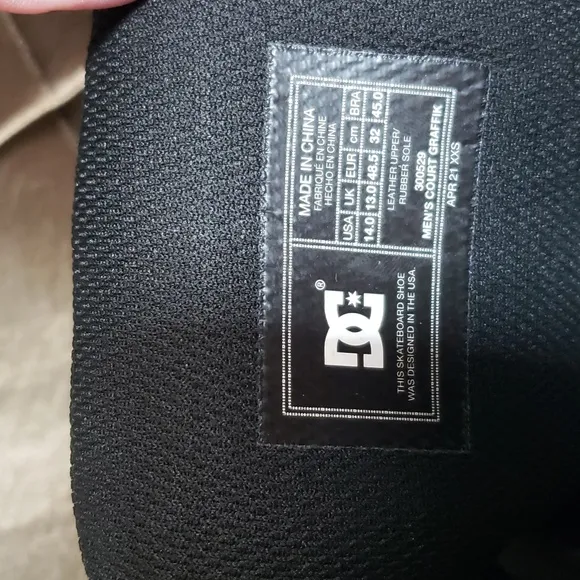 MADE IN CHINA
FABRIQUÉ EN CHINE
HECHO EN CHINA
USA UK EUR cm BRA
14.0 13.0 48.5 32 45.0
LEATHER UPPER/
RUBBER SOLE
300529
MEN'S COURT GRAFFIK
APR 21 XXS
DC®
THIS SKATEBOARD SHOE
WAS DESIGNED IN THE USA.